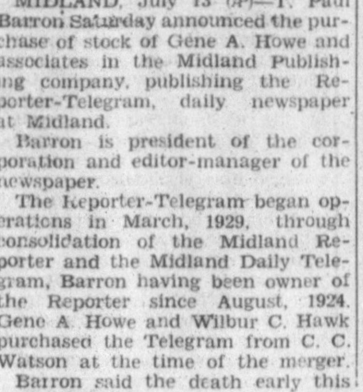 MIDLAND, July 13 (AP)—T. Paul
Barron Saturday announced the pur-
chase of stock of Gene A. Howe and
associates in the Midland Publish-
ing company, publishing the Re-
porter-Telegram, daily newspaper
at Midland.
Barron is president of the cor-
poration and editor-manager of the
newspaper.
The Reporter-Telegram began op-
erations in March, 1929, through
consolidation of the Midland Re-
porter and the Midland Daily Tele-
gram, Barron having been owner of
the Reporter since August, 1924.
Gene A. Howe and Wilbur C. Hawk
purchased the Telegram from C. C.
Watson at the time of the merger.
Barron said the death early this